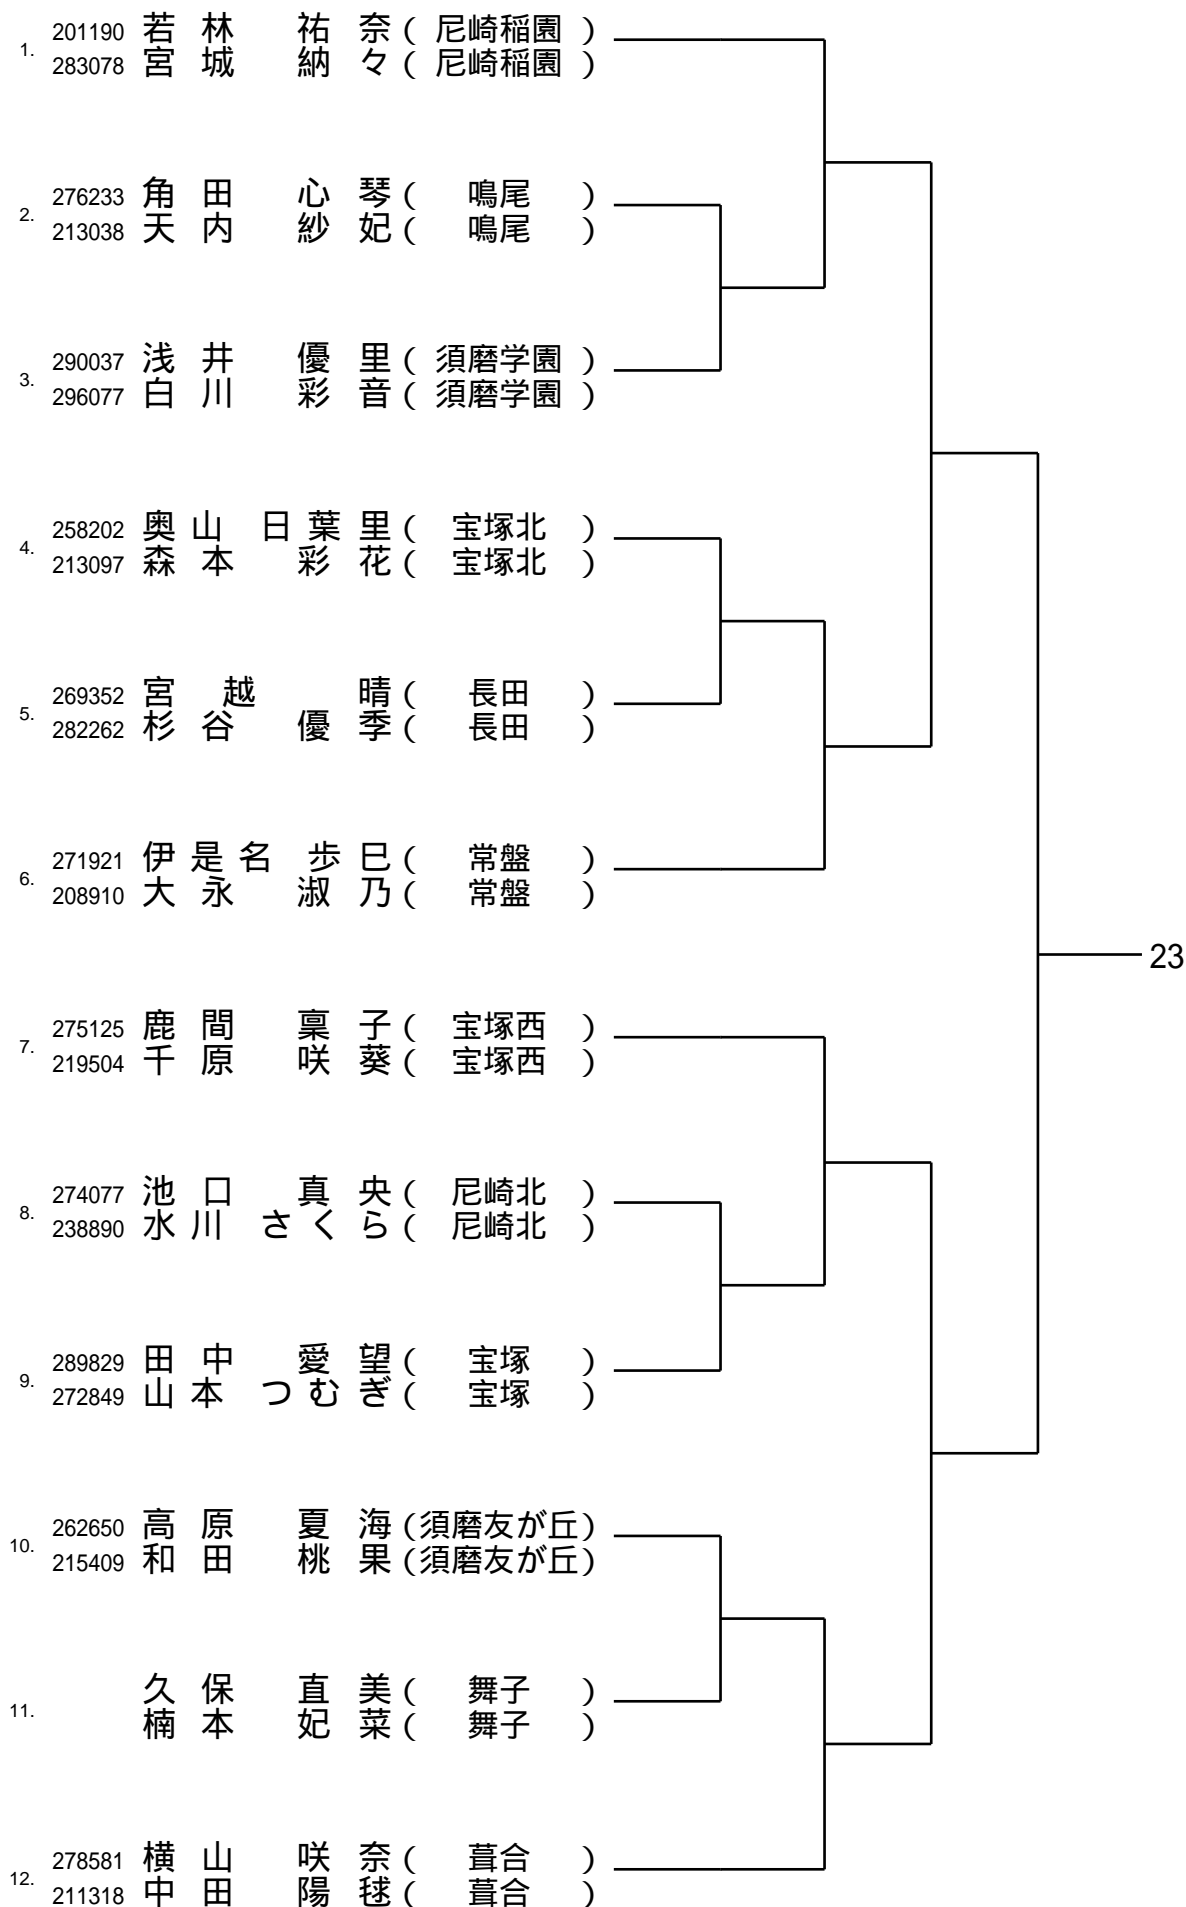 1. 201190 若林 祐奈 ( 尼崎稲園 )
283078 宮城 納々 ( 尼崎稲園 )
2. 276233 角田 心琴 ( 鳴尾 )
213038 天内 紗妃 ( 鳴尾 )
3. 290037 浅井 優里 ( 須磨学園 )
296077 白川 彩音 ( 須磨学園 )
4. 258202 奥山 日葉里 ( 宝塚北 )
213097 森本 彩花 ( 宝塚北 )
5. 269352 宮越 晴 ( 長田 )
282262 杉谷 優季 ( 長田 )
6. 271921 伊是名 歩巳 ( 常盤 )
208910 大永 淑乃 ( 常盤 )
23
7. 275125 鹿間 稟子 ( 宝塚西 )
219504 千原 咲葵 ( 宝塚西 )
8. 274077 池口 真央 ( 尼崎北 )
238890 水川 さくら ( 尼崎北 )
9. 289829 田中 愛望 ( 宝塚 )
272849 山本 つむぎ ( 宝塚 )
10. 262650 高原 夏海 (須磨友が丘)
215409 和田 桃果 (須磨友が丘)
11. 久保 直美 ( 舞子 )
楠本 妃菜 ( 舞子 )
12. 278581 横山 咲奈 ( 葺合 )
211318 中田 陽毬 ( 葺合 )